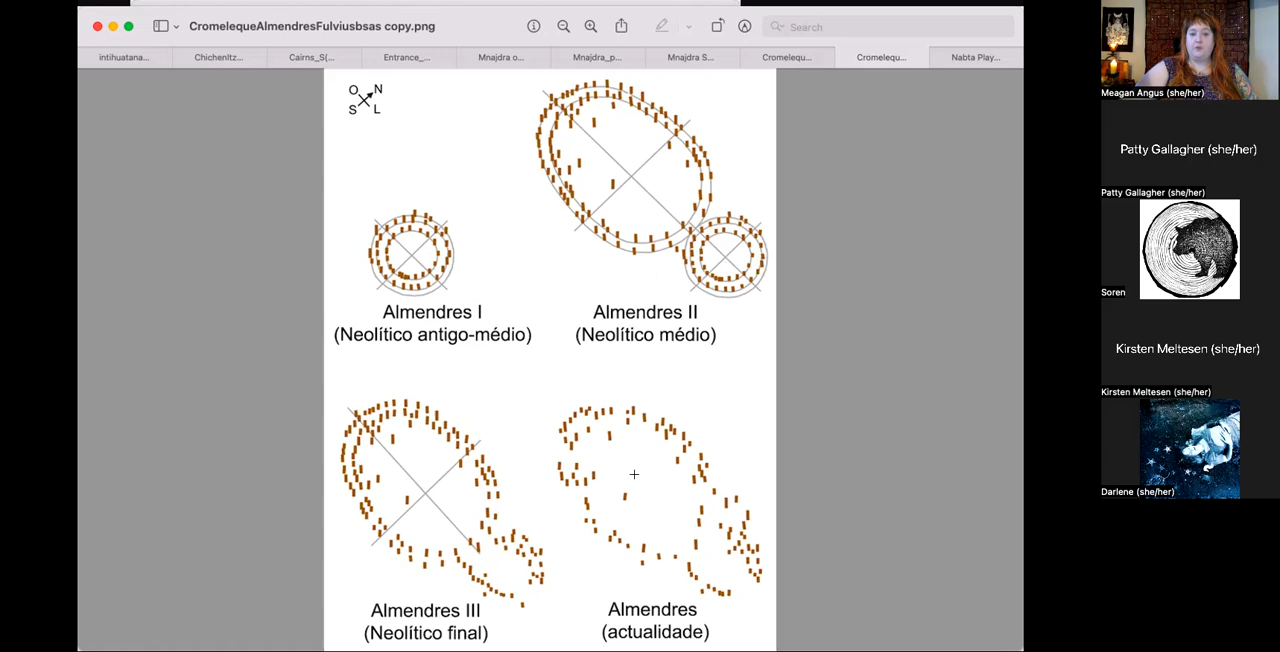 CromelequeAlmendresFulviusbsas copy.png
Search
intihuatana...
ChichenItz...
Cairns_S(...
Entrance_...
Mnajdra o...
Mnajdra_p...
Mnajdra S...
Cromelequ...
Cromelequ...
Nabta Play...
O N
S L
Almendres I
(Neolítico antigo-médio)
Almendres II
(Neolítico médio)
Almendres III
(Neolítico final)
Almendres
(actualidade)
Meagan Angus (she/her)
Patty Gallagher (she/her)
Patty Gallagher (she/her)
Soren
Kirsten Meltesen (she/her)
Kirsten Meltesen (she/her)
Darlene (she/her)